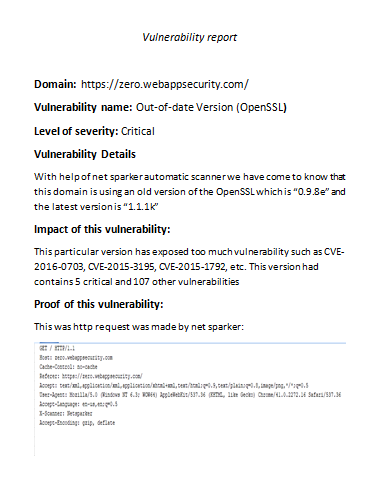 Vulnerability report
Domain: https://zero.webappsecurity.com/
Vulnerability name: Out-of-date Version (OpenSSL)
Level of severity: Critical
Vulnerability Details
With help of net sparker automatic scanner we have come to know that
this domain is using an old version of the OpenSSL which is “0.9.8e” and
the latest version is “1.1.1k”
Impact of this vulnerability:
This particular version has exposed too much vulnerability such as CVE-
2016-0703, CVE-2015-3195, CVE-2015-1792, etc. This version had
contains 5 critical and 107 other vulnerabilities
Proof of this vulnerability:
This was http request was made by net sparker:
GET / HTTP/1.1
Host: zero.webappsecurity.com
Cache-Control: no-cache
Referer: https://zero.webappsecurity.com/
Accept: text/xml,application/xml,application/xhtml+xml,text/html;q=0.9,text/plain;q=0.8,image/png,*/*;q=0.5
User-Agent: Mozilla/5.0 (Windows NT 6.3; WOW64) AppleWebKit/537.36 (KHTML, like Gecko) Chrome/41.0.2272.16 Safari/537.36
Accept-Language: en-us,en;q=0.5
X-Scanner: Netsparker
Accept-Encoding: gzip, deflate